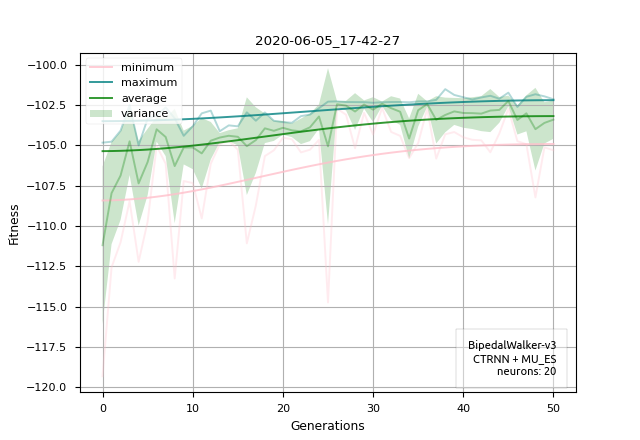 2020-06-05_17-42-27
minimum
maximum
average
variance
−100.0
−102.5
−105.0
−107.5
−110.0
−112.5
−115.0
−117.5
−120.0
Fitness
BipedalWalker-v3
CTRNN + MU_ES
neurons: 20
0 10 20 30 40 50
Generations